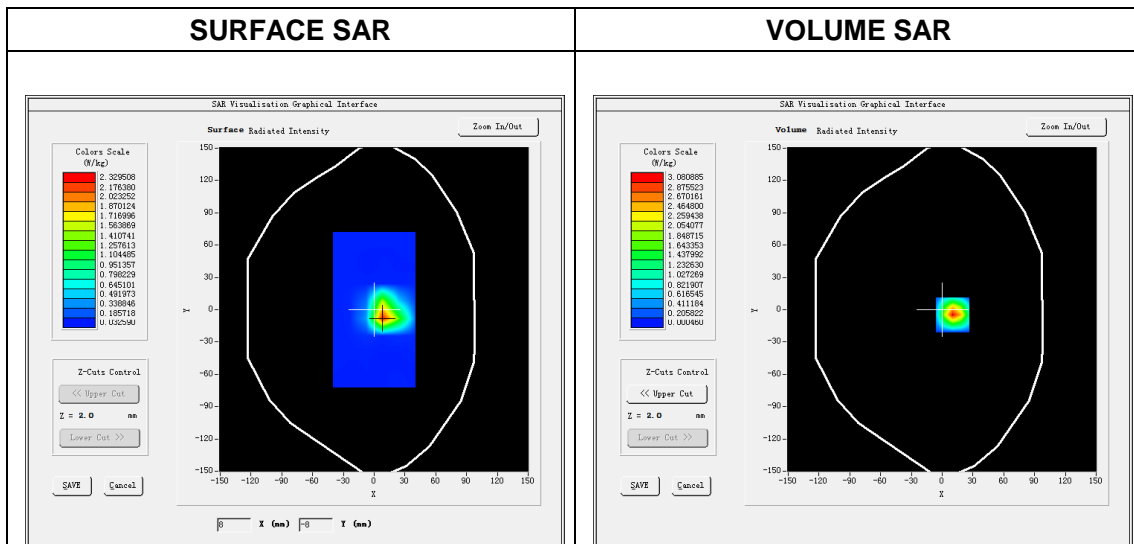 SURFACE SAR
VOLUME SAR
SAR Visualisation Graphical Interface
Surface Radiated Intensity
Zoom In/Out
Colors Scale
(W/kg)
2.329508
2.176380
2.023252
1.870124
1.716996
1.563869
1.410741
1.257613
1.104485
0.951357
0.798229
0.645101
0.491973
0.338846
0.185718
0.032590
150
120
90
60
30
0
-30
-60
-90
-120
-150
Y
-150 -120 -90 -60 -30 0 30 60 90 120 150
X
Z-Cuts Control
<< Upper Cut
Z = 2.0 mm
Lower Cut >>
SAVE
Cancel
8 X (mm) -8 Y (mm)
SAR Visualisation Graphical Interface
Volume Radiated Intensity
Zoom In/Out
Colors Scale
(W/kg)
3.080885
2.875523
2.670161
2.464800
2.259438
2.054077
1.848715
1.643353
1.437992
1.232630
1.027269
0.821907
0.616545
0.411184
0.205822
0.000460
150
120
90
60
30
0
-30
-60
-90
-120
-150
Y
-150 -120 -90 -60 -30 0 30 60 90 120 150
X
Z-Cuts Control
<< Upper Cut
Z = 2.0 mm
Lower Cut >>
SAVE
Cancel